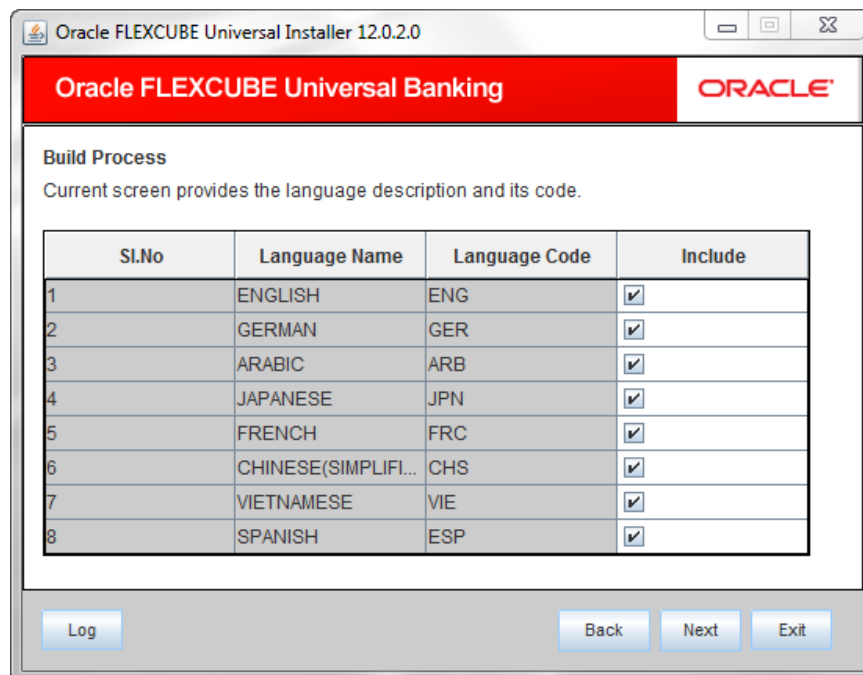 Oracle FLEXCUBE Universal Installer 12.0.2.0
Oracle FLEXCUBE Universal Banking ORACLE
Build Process
Current screen provides the language description and its code.
Sl.No Language Name Language Code Include
1 ENGLISH ENG
2 GERMAN GER
3 ARABIC ARB
4 JAPANESE JPN
5 FRENCH FRC
6 CHINESE(SIMPLIFI... CHS
7 VIETNAMESE VIE
8 SPANISH ESP
Log Back Next Exit